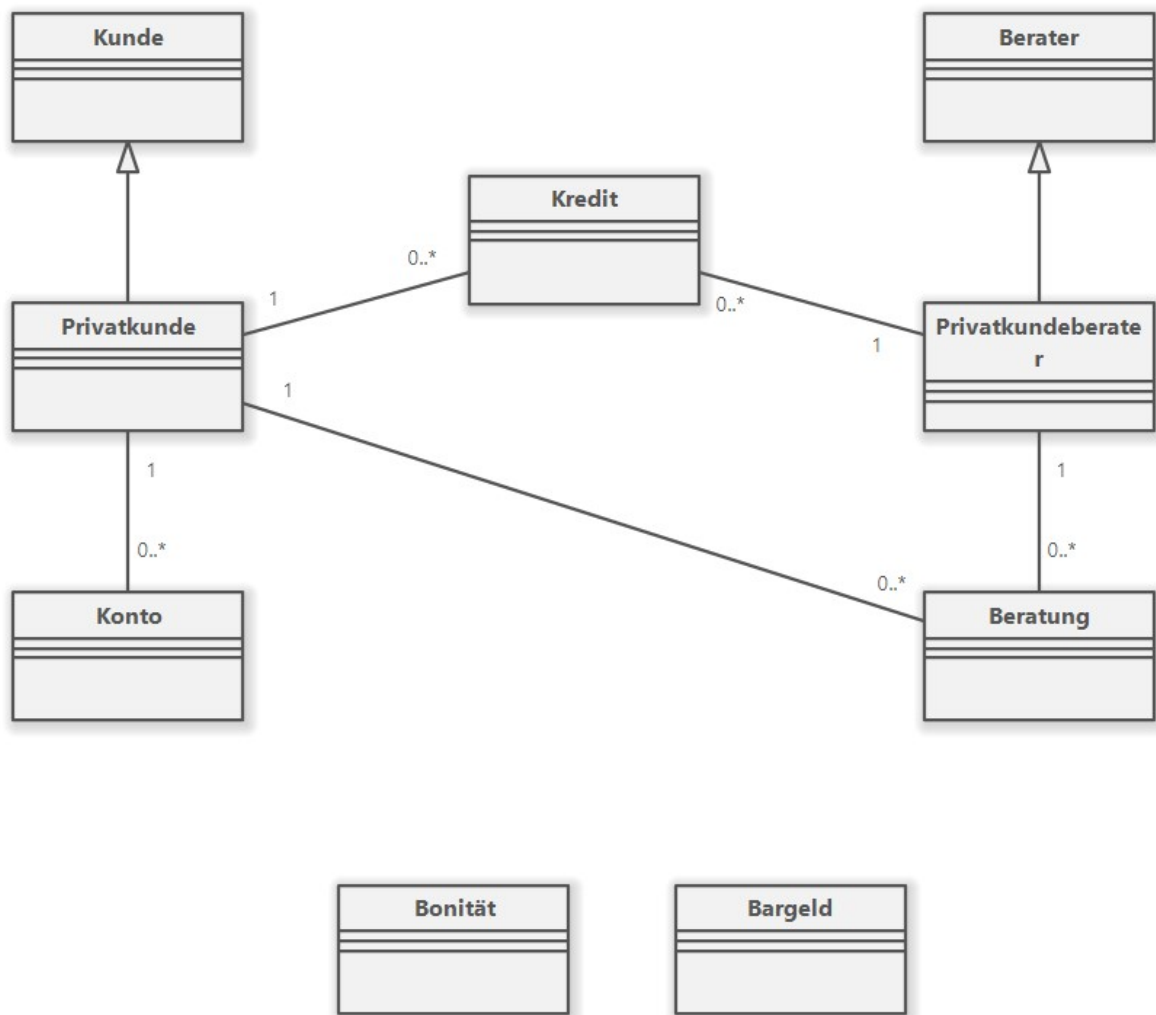 Kunde
Berater
Kredit
0..*
1
0..*
1
Privatkunde
Privatkundeberate
r
1
1
1
0..*
0..*
0..*
Konto
Beratung
Bonität
Bargeld